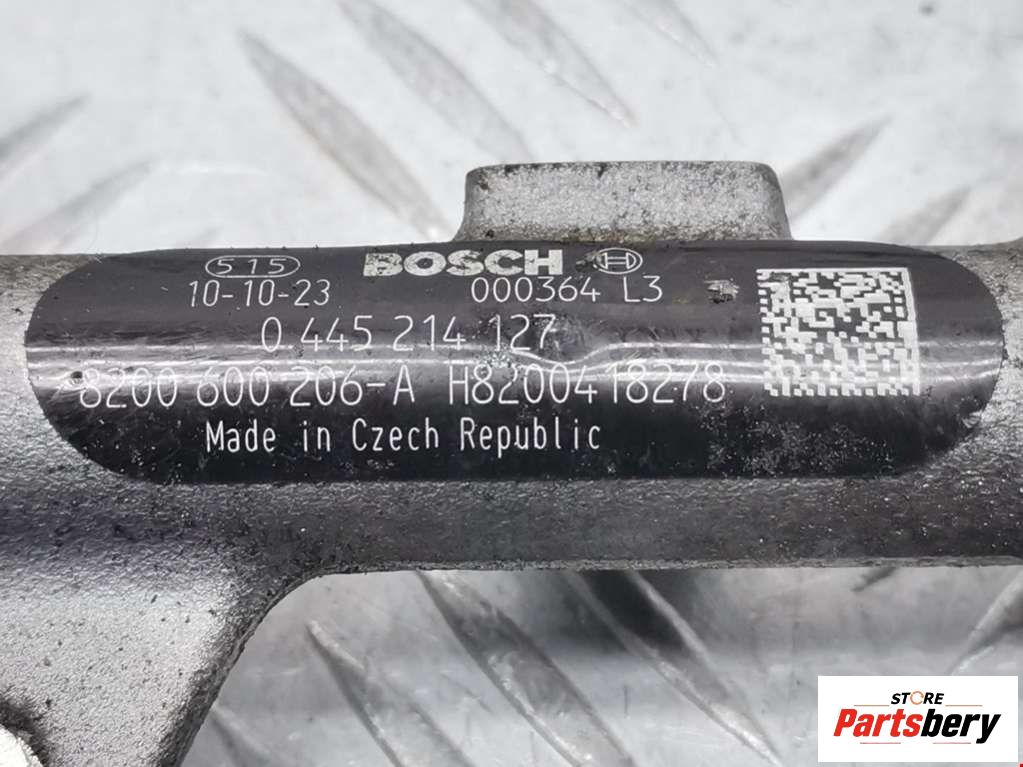 515 BOSCH
10-10-23 000364 L3
0 445 214 127
8200 600 206-A H8200418278
Made in Czech Republic
STORE
Partsbery